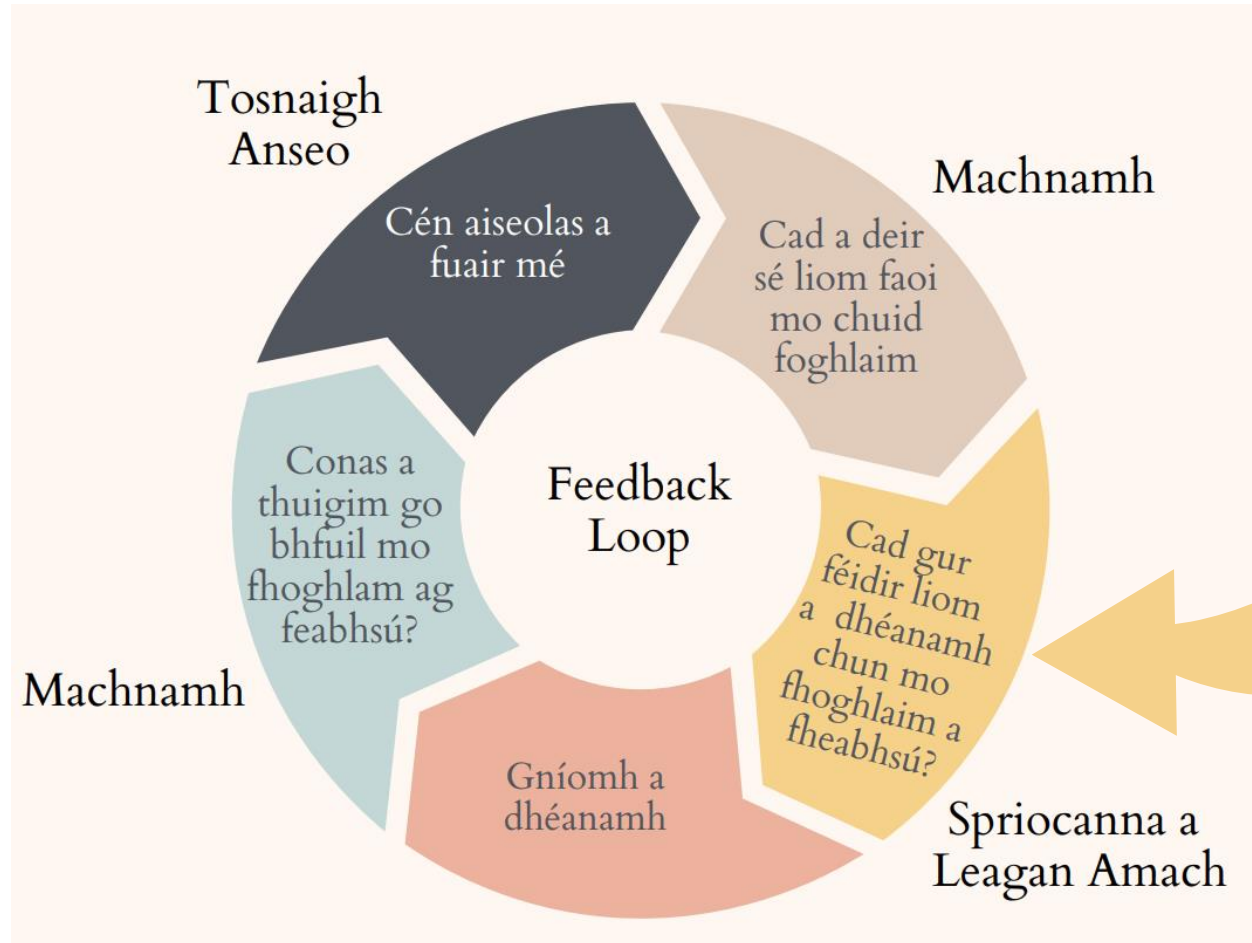 Tosnaigh
Anseo
Cén aiseolas a
fuair mé
Machnamh
Cad a deir
sé liom faoi
mo chuid
foghlaim
Cad gur
féidir liom
a dhéanamh
chun mo
fhoghlaim a
fheabhsú?
Spriocanna a
Leagan Amach
Gníomh a
dhéanamh
Machnamh
Conas a
thuigim go
bhfuil mo
fhoghlam ag
feabhsú?
Feedback
Loop